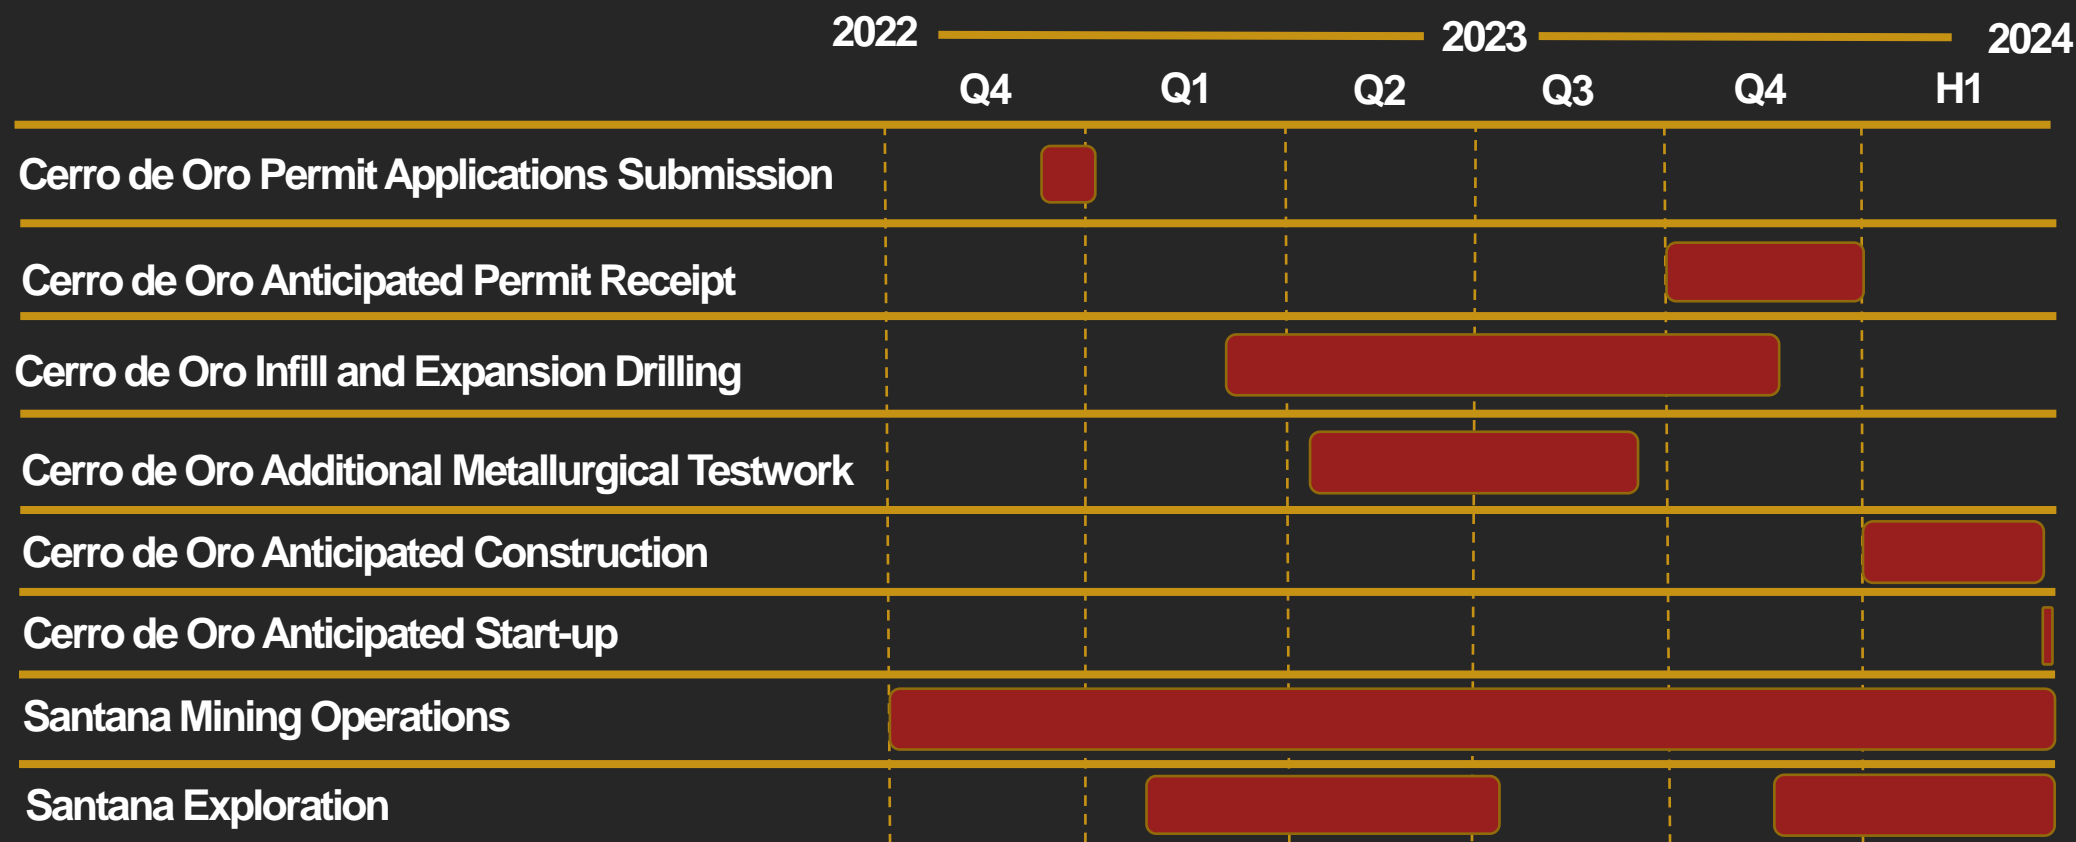 2022 2023 2024
Q4 Q1 Q2 Q3 Q4 H1
Cerro de Oro Permit Applications Submission
Cerro de Oro Anticipated Permit Receipt
Cerro de Oro Infill and Expansion Drilling
Cerro de Oro Additional Metallurgical Testwork
Cerro de Oro Anticipated Construction
Cerro de Oro Anticipated Start-up
Santana Mining Operations
Santana Exploration